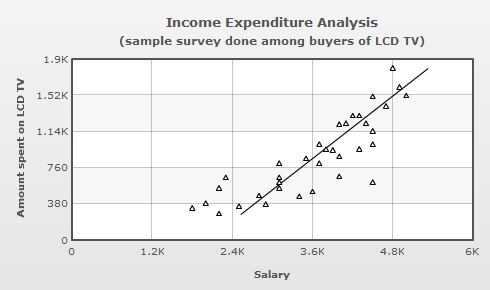 Income Expenditure Analysis
(sample survey done among buyers of LCD TV)
Amount spent on LCD TV
1.9K
1.52K
1.14K
760
380
0
0 1.2K 2.4K 3.6K 4.8K 6K
Salary